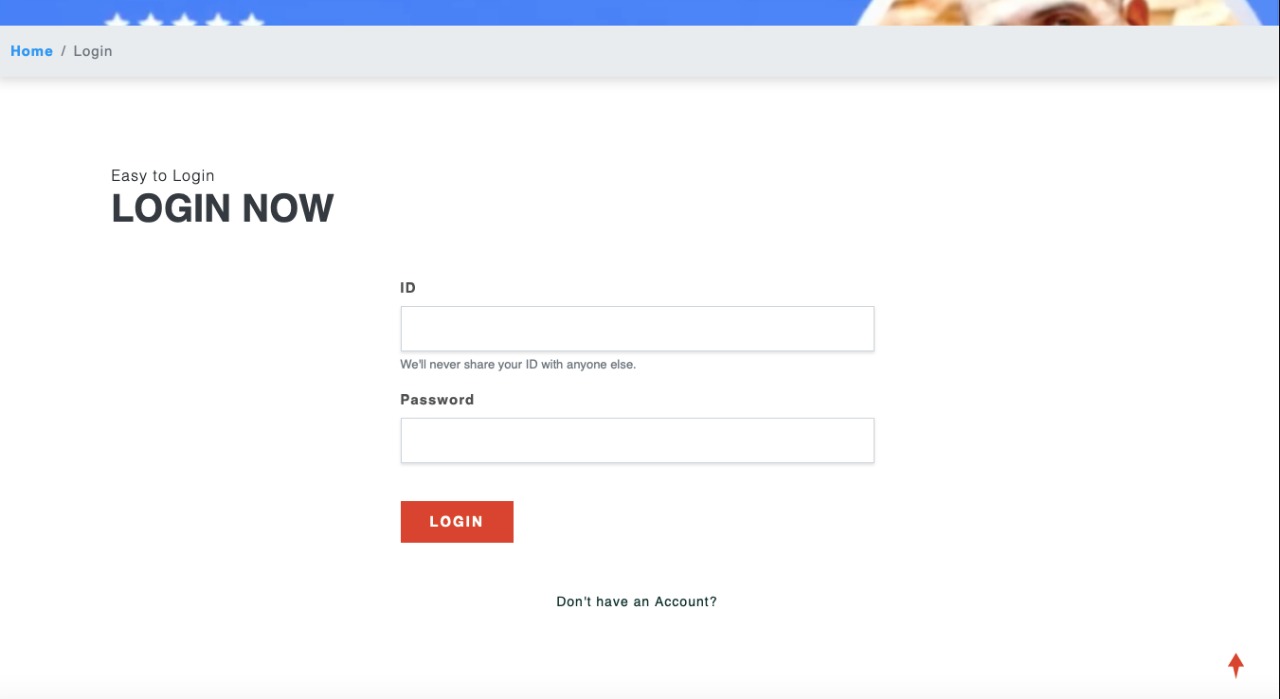 Home / Login
Easy to Login
LOGIN NOW
ID
We'll never share your ID with anyone else.
Password
LOGIN
Don't have an Account?